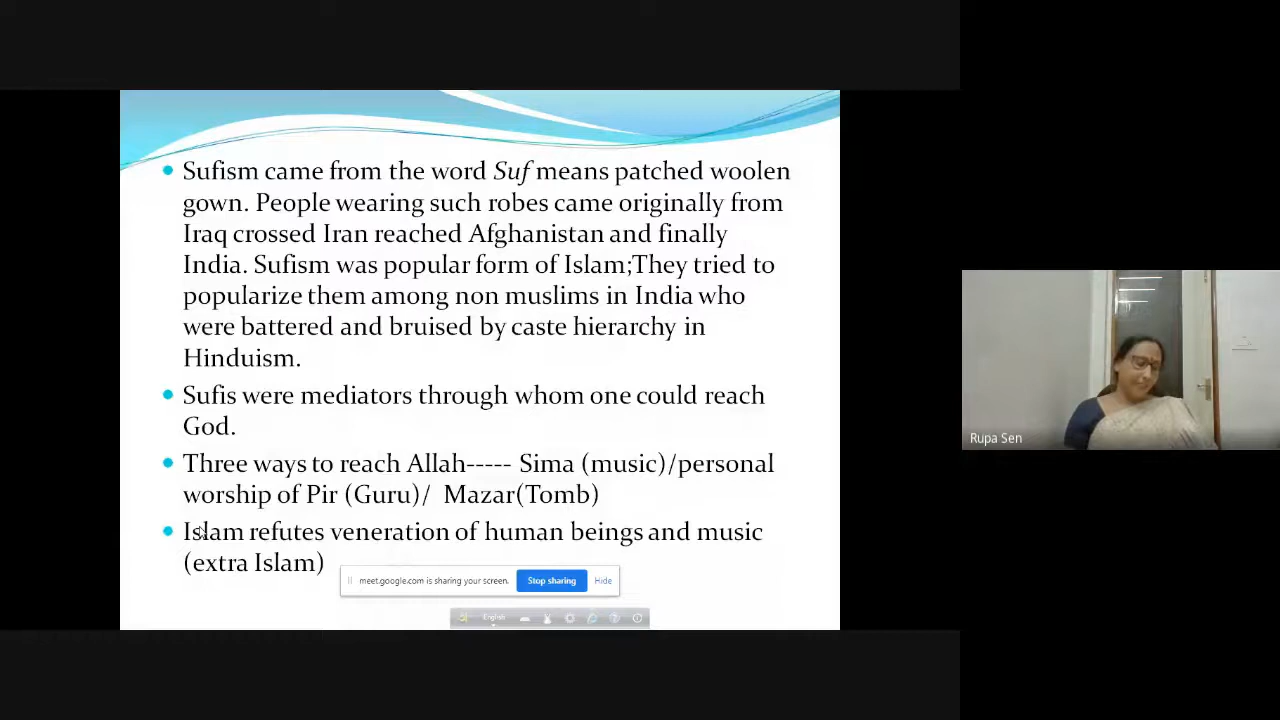 Sufism came from the word Suf means patched woolen
gown. People wearing such robes came originally from
Iraq crossed Iran reached Afghanistan and finally
India. Sufism was popular form of Islam;They tried to
popularize them among non muslims in India who
were battered and bruised by caste hierarchy in
Hinduism.
Sufis were mediators through whom one could reach
God.
Three ways to reach Allah----- Sima (music)/personal
worship of Pir (Guru)/ Mazar(Tomb)
Islam refutes veneration of human beings and music
(extra Islam)
meet.google.com is sharing your screen. Stop sharing Hide
English
Rupa Sen